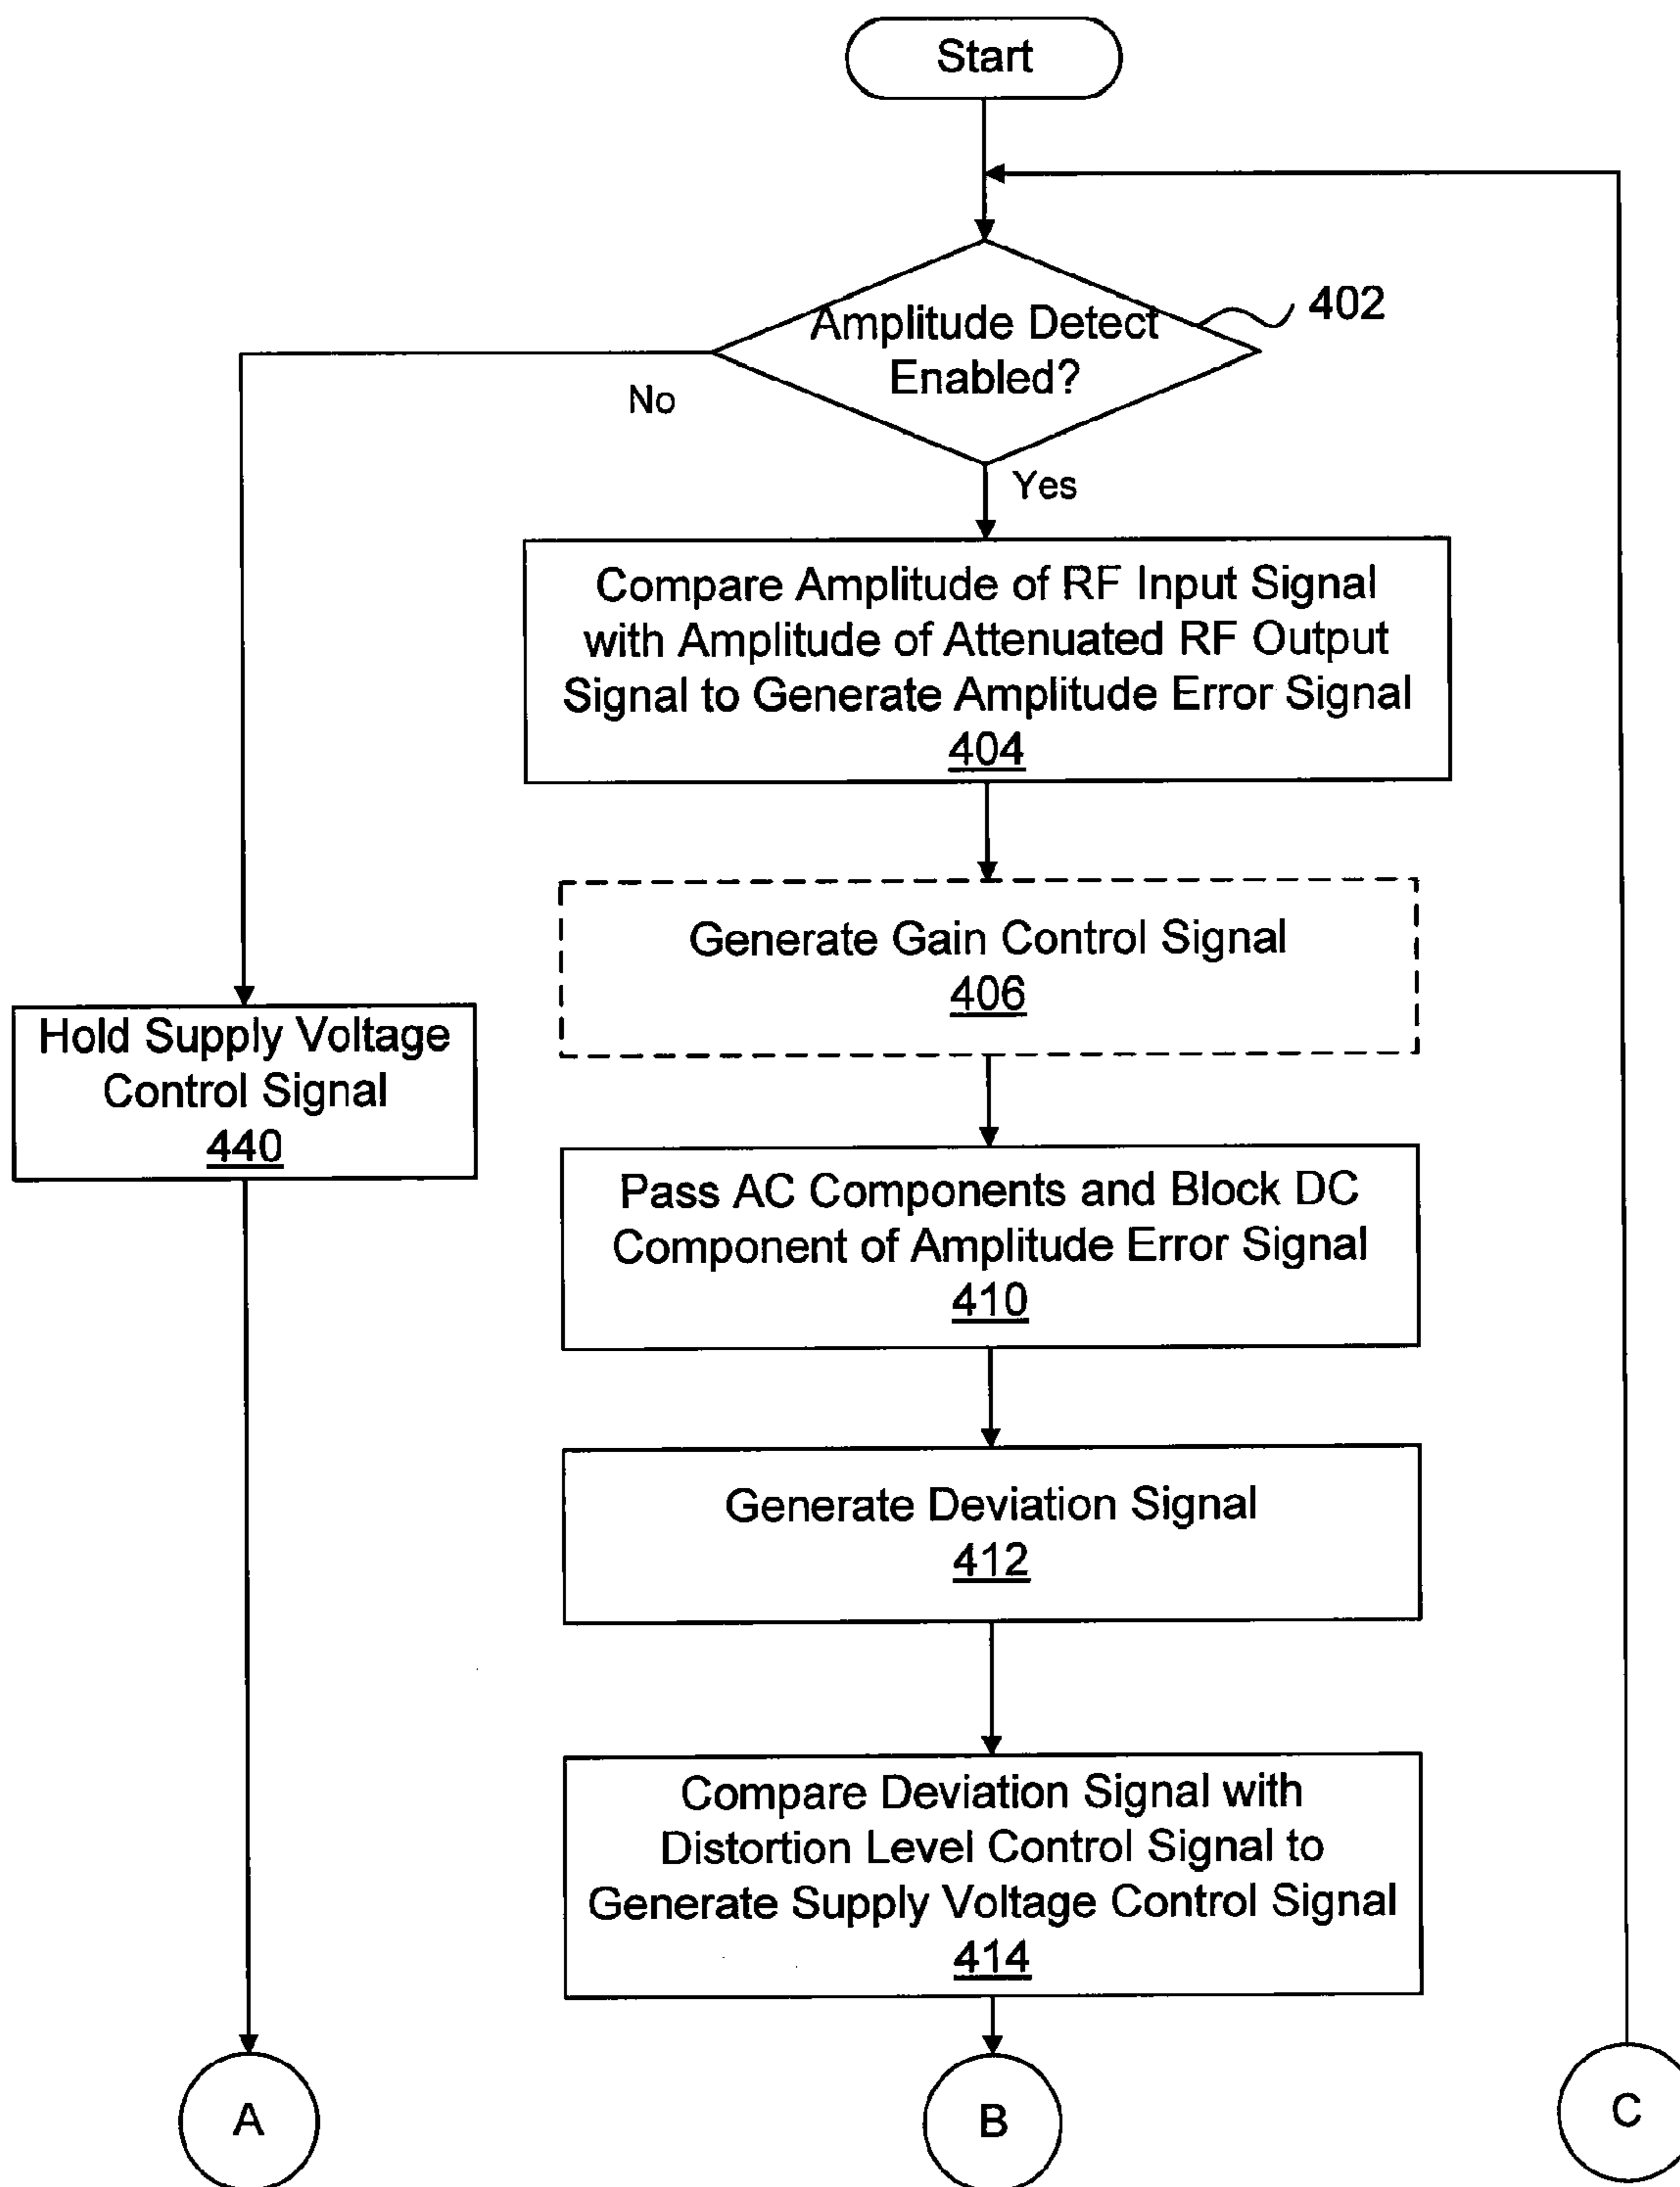 Start
Amplitude Detect
Enabled?
402
No
Yes
Compare Amplitude of RF Input Signal
with Amplitude of Attenuated RF Output
Signal to Generate Amplitude Error Signal
404
Generate Gain Control Signal
406
Hold Supply Voltage
Control Signal
440
Pass AC Components and Block DC
Component of Amplitude Error Signal
410
Generate Deviation Signal
412
Compare Deviation Signal with
Distortion Level Control Signal to
Generate Supply Voltage Control Signal
414
A
B
C